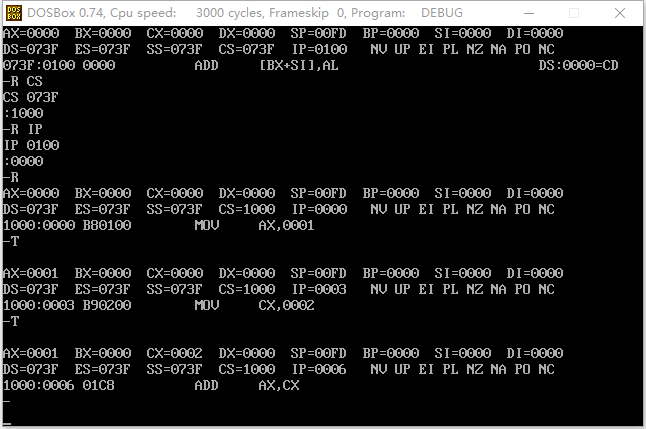 DOSBox 0.74, Cpu speed: 3000 cycles, Frameskip 0, Program: DEBUG
AX=0000 BX=0000 CX=0000 DX=0000 SP=00FD BP=0000 SI=0000 DI=0000
DS=073F ES=073F SS=073F CS=073F IP=0100 NV UP EI PL NZ NA PO NC
073F:0100 0000 ADD [BX+SI],AL DS:0000=CD
-R CS
CS 073F
:1000
-R IP
IP 0100
:0000
-R
AX=0000 BX=0000 CX=0000 DX=0000 SP=00FD BP=0000 SI=0000 DI=0000
DS=073F ES=073F SS=073F CS=1000 IP=0000 NV UP EI PL NZ NA PO NC
1000:0000 B80100 MOV AX,0001
-T
AX=0001 BX=0000 CX=0000 DX=0000 SP=00FD BP=0000 SI=0000 DI=0000
DS=073F ES=073F SS=073F CS=1000 IP=0003 NV UP EI PL NZ NA PO NC
1000:0003 B90200 MOV CX,0002
-T
AX=0001 BX=0000 CX=0002 DX=0000 SP=00FD BP=0000 SI=0000 DI=0000
DS=073F ES=073F SS=073F CS=1000 IP=0006 NV UP EI PL NZ NA PO NC
1000:0006 01C8 ADD AX,CX
-
_